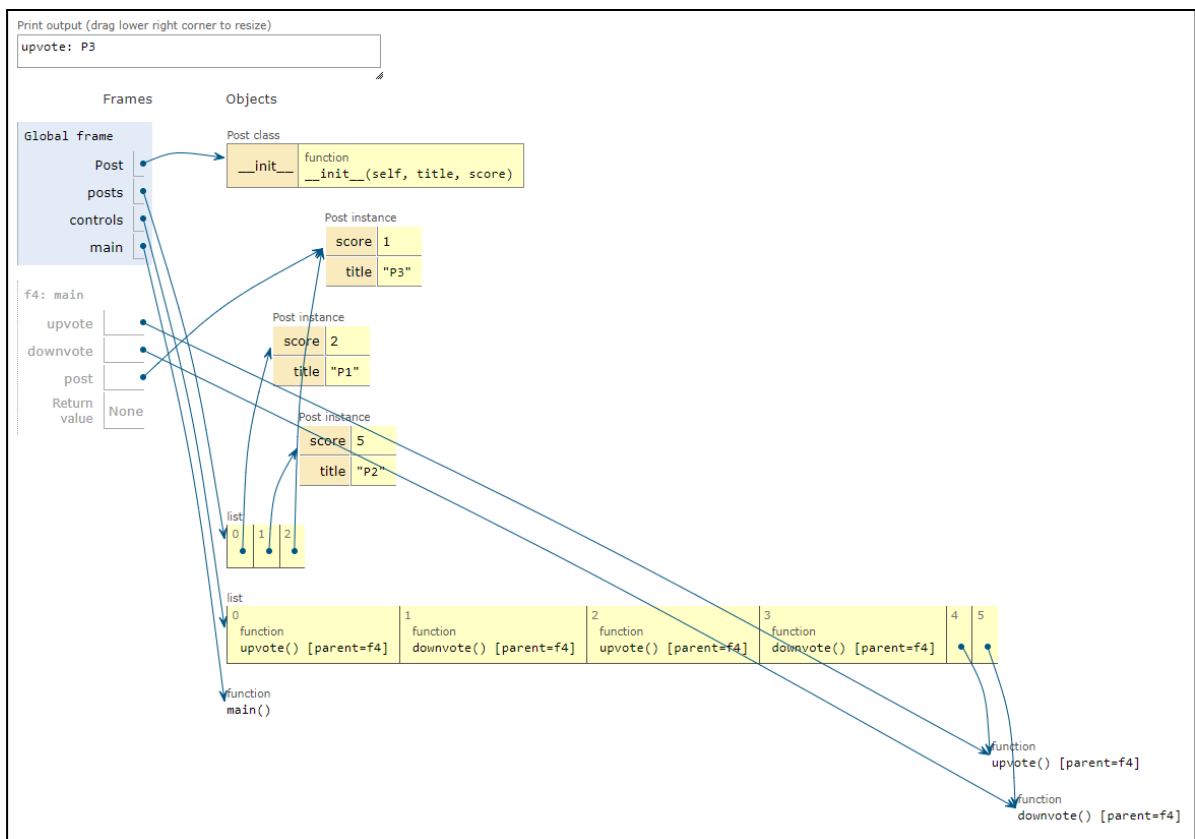 Print output (drag lower right corner to resize)
upvote: P3
Frames Objects
Global frame
Post
posts
controls
main
Post class
__init__
function
__init__(self, title, score)
Post instance
score 1
title "P3"
f4: main
upvote
downvote
post
Return
value
None
Post instance
score 2
title "P1"
Post instance
score 5
title "P2"
list
0 1 2
list
0 1 2 3 4 5
function function function function
upvote() [parent=f4] downvote() [parent=f4] upvote() [parent=f4] downvote() [parent=f4]
function
main()
function
upvote() [parent=f4]
function
downvote() [parent=f4]